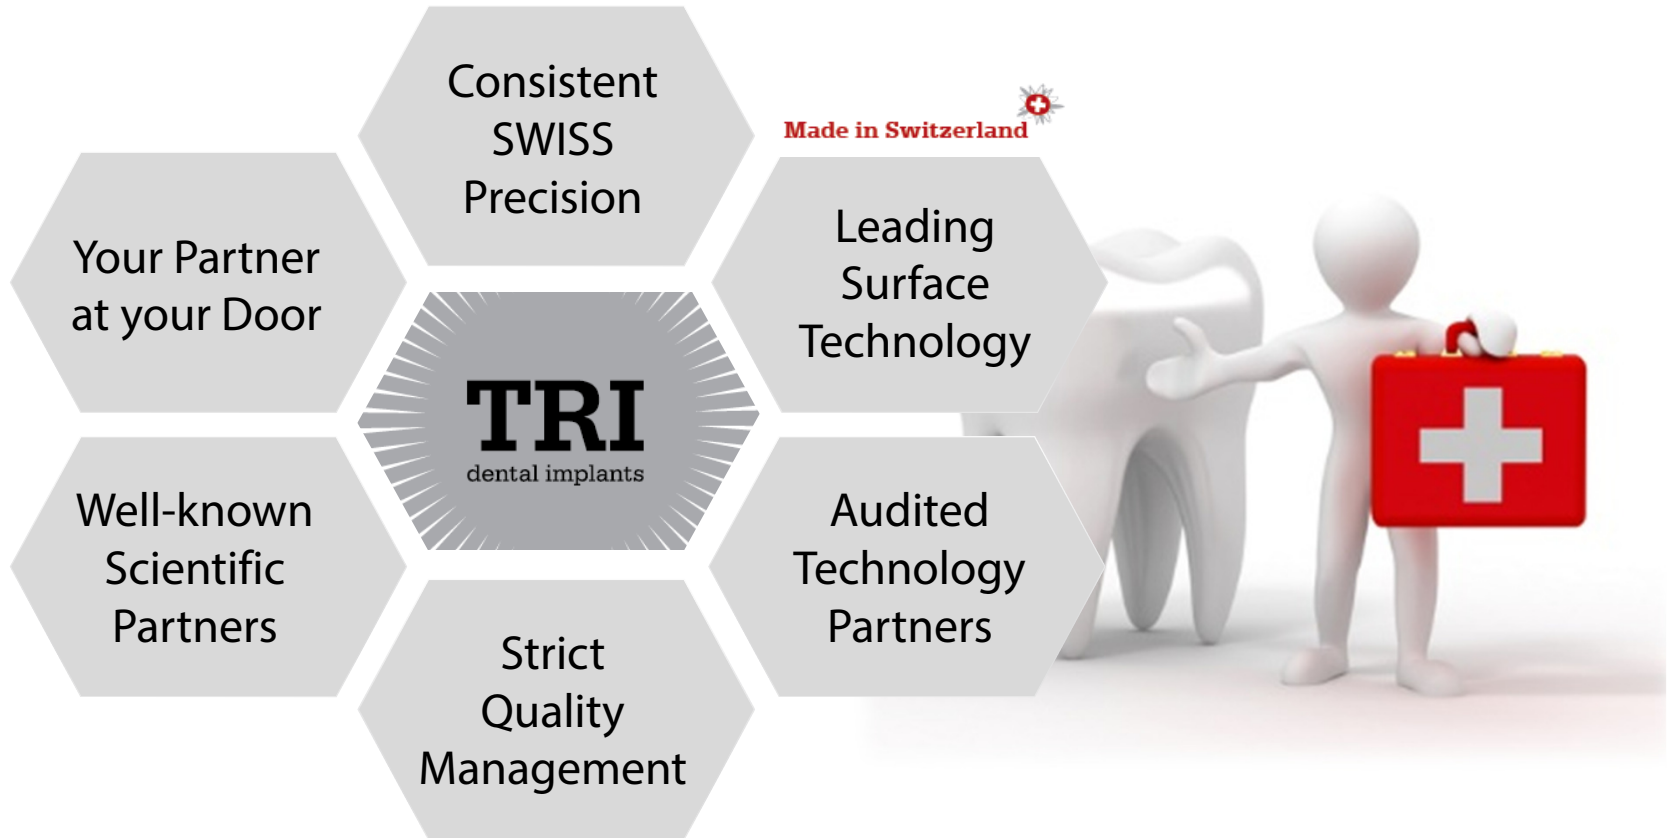 Consistent
SWISS
Precision
Made in Switzerland
Leading
Surface
Technology
Your Partner
at your Door
TRI
dental implants
Well-known
Scientific
Partners
Audited
Technology
Partners
Strict
Quality
Management